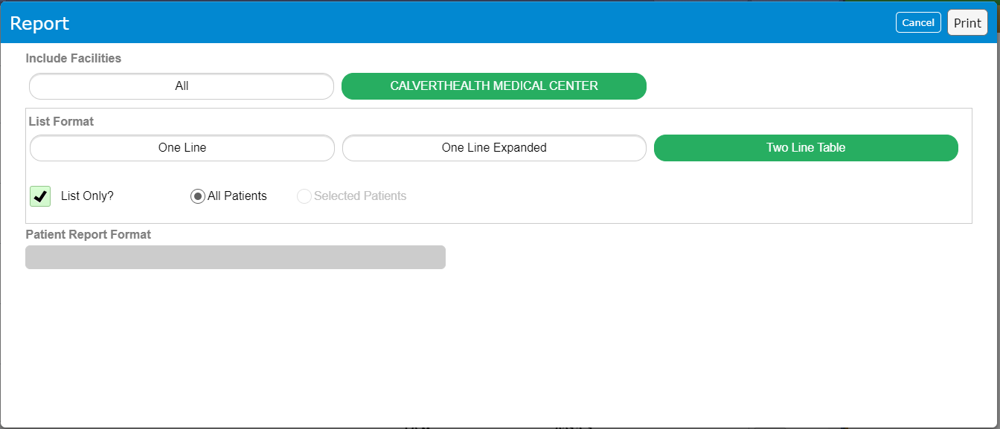 Report
Cancel
Print
Include Facilities
All
CALVERTHEALTH MEDICAL CENTER
List Format
One Line
One Line Expanded
Two Line Table
List Only?
All Patients
Selected Patients
Patient Report Format